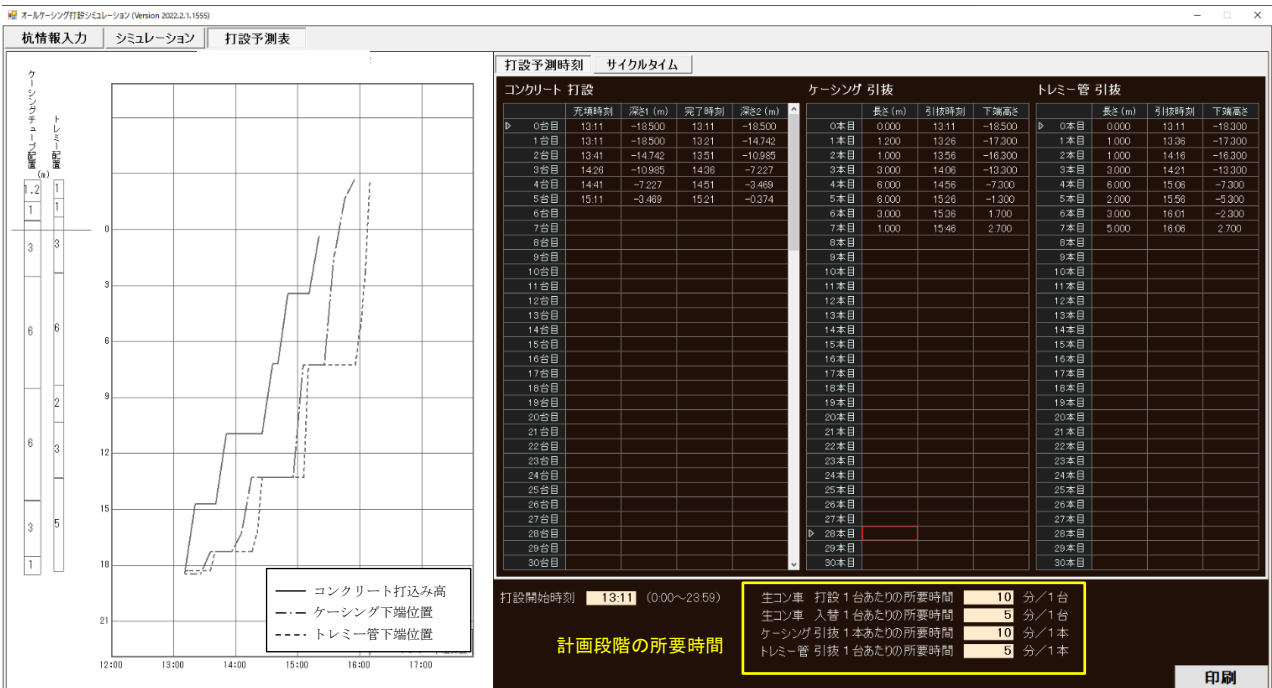 オールケーシング打設シミュレーション (Version 2022.2.1.1555)
杭情報入力 シミュレーション 打設予測表
ケーシングチューブ配置
トレミー配置
(m)
1.2 1
1 1
3 3
6 6
2
6 3
3 5
1
0
3
6
9
12
15
18
21
12:00 13:00 14:00 15:00 16:00 17:00
コンクリート打込み高
ケーシング下端位置
トレミー管下端位置
打設予測時刻 サイクルタイム
コンクリート 打設
充填時刻 深さ1 (m) 完了時刻 深さ2 (m)
0台目 13:11 -18.500 13:11 -18.500
1台目 13:11 -18.500 13:21 -14.742
2台目 13:41 -14.742 13:51 -10.985
3台目 14:26 -10.985 14:36 -7.227
4台目 14:41 -7.227 14:51 -3.469
5台目 15:11 -3.469 15:21 -0.374
6台目
7台目
8台目
9台目
10台目
11台目
12台目
13台目
14台目
15台目
16台目
17台目
18台目
19台目
20台目
21台目
22台目
23台目
24台目
25台目
26台目
27台目
28台目
29台目
30台目
ケーシング 引抜
長さ (m) 引抜時刻 下端高さ
0本目 0.000 13:11 -18.500
1本目 1.200 13:26 -17.300
2本目 1.000 13:56 -16.300
3本目 3.000 14:06 -13.300
4本目 6.000 14:56 -7.300
5本目 6.000 15:26 -1.300
6本目 3.000 15:36 1.700
7本目 1.000 15:46 2.700
8本目
9本目
10本目
11本目
12本目
13本目
14本目
15本目
16本目
17本目
18本目
19本目
20本目
21本目
22本目
23本目
24本目
25本目
26本目
27本目
28本目
29本目
30本目
トレミー管 引抜
長さ (m) 引抜時刻 下端高さ
0本目 0.000 13:11 -18.300
1本目 1.000 13:36 -17.300
2本目 1.000 14:16 -16.300
3本目 3.000 14:21 -13.300
4本目 6.000 15:06 -7.300
5本目 2.000 15:56 -5.300
6本目 3.000 16:01 -2.300
7本目 5.000 16:06 2.700
8本目
9本目
10本目
11本目
12本目
13本目
14本目
15本目
16本目
17本目
18本目
19本目
20本目
21本目
22本目
23本目
24本目
25本目
26本目
27本目
28本目
29本目
30本目
打設開始時刻 13:11 (0:00～23:59)
計画段階の所要時間
生コン車 打設1台あたりの所要時間 10 分／1台
生コン車 入替1台あたりの所要時間 5 分／1台
ケーシング引抜1本あたりの所要時間 10 分／1本
トレミー管 引抜1台あたりの所要時間 5 分／1本
印刷